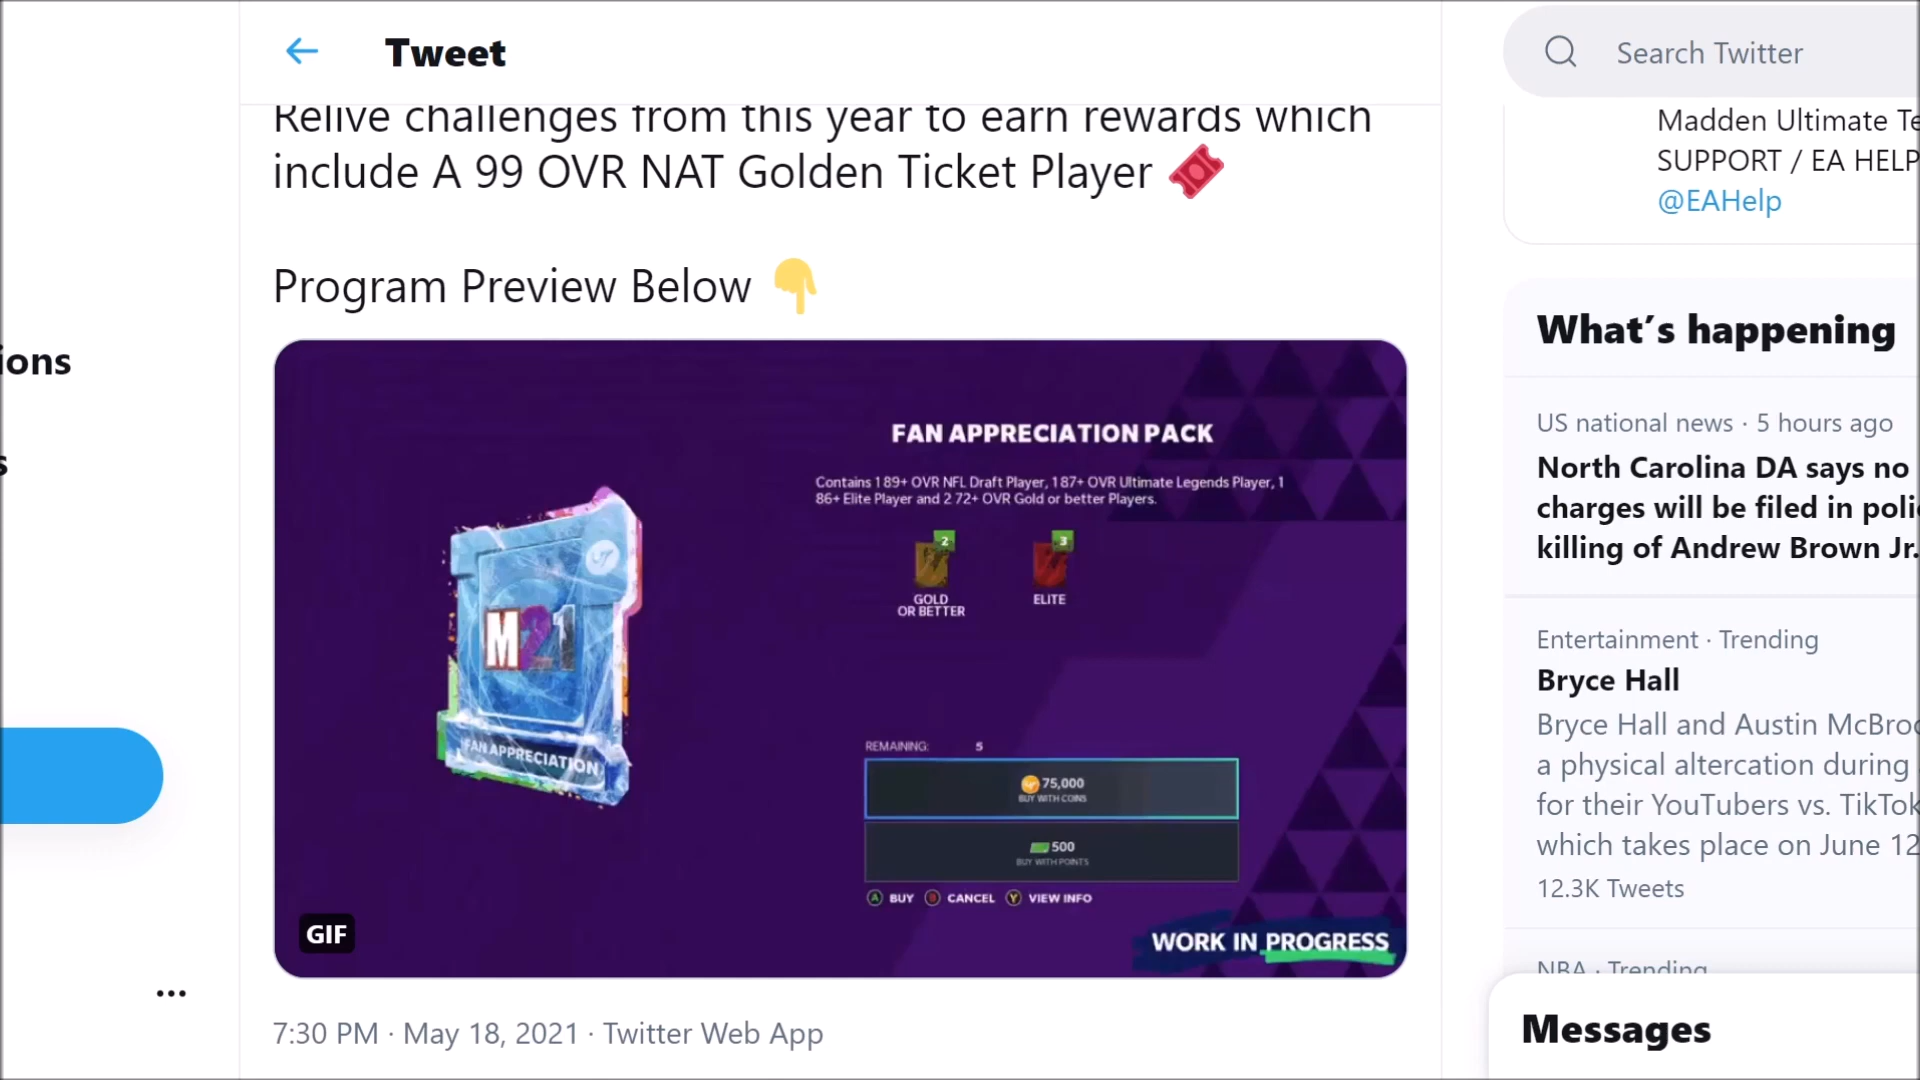 Tweet
Relive challenges from this year to earn rewards which
include A 99 OVR NAT Golden Ticket Player
Program Preview Below
FAN APPRECIATION PACK
Contains 1 89+ OVR NFL Draft Player, 1 87+ OVR Ultimate Legends Player, 1
86+ Elite Player and 2 72+ OVR Gold or better Players.
2
3
GOLD
OR BETTER
ELITE
M21
FAN APPRECIATION
REMAINING: 5
75,000
BUY WITH COINS
500
BUY WITH POINTS
A BUY B CANCEL Y VIEW INFO
GIF
WORK IN PROGRESS
7:30 PM · May 18, 2021 · Twitter Web App
ions
s
...
Search Twitter
Madden Ultimate Te
SUPPORT / EA HELP
@EAHelp
What's happening
US national news · 5 hours ago
North Carolina DA says no
charges will be filed in poli
killing of Andrew Brown Jr.
Entertainment · Trending
Bryce Hall
Bryce Hall and Austin McBroo
a physical altercation during
for their YouTubers vs. TikTok
which takes place on June 12
12.3K Tweets
NBA · Trending
Messages